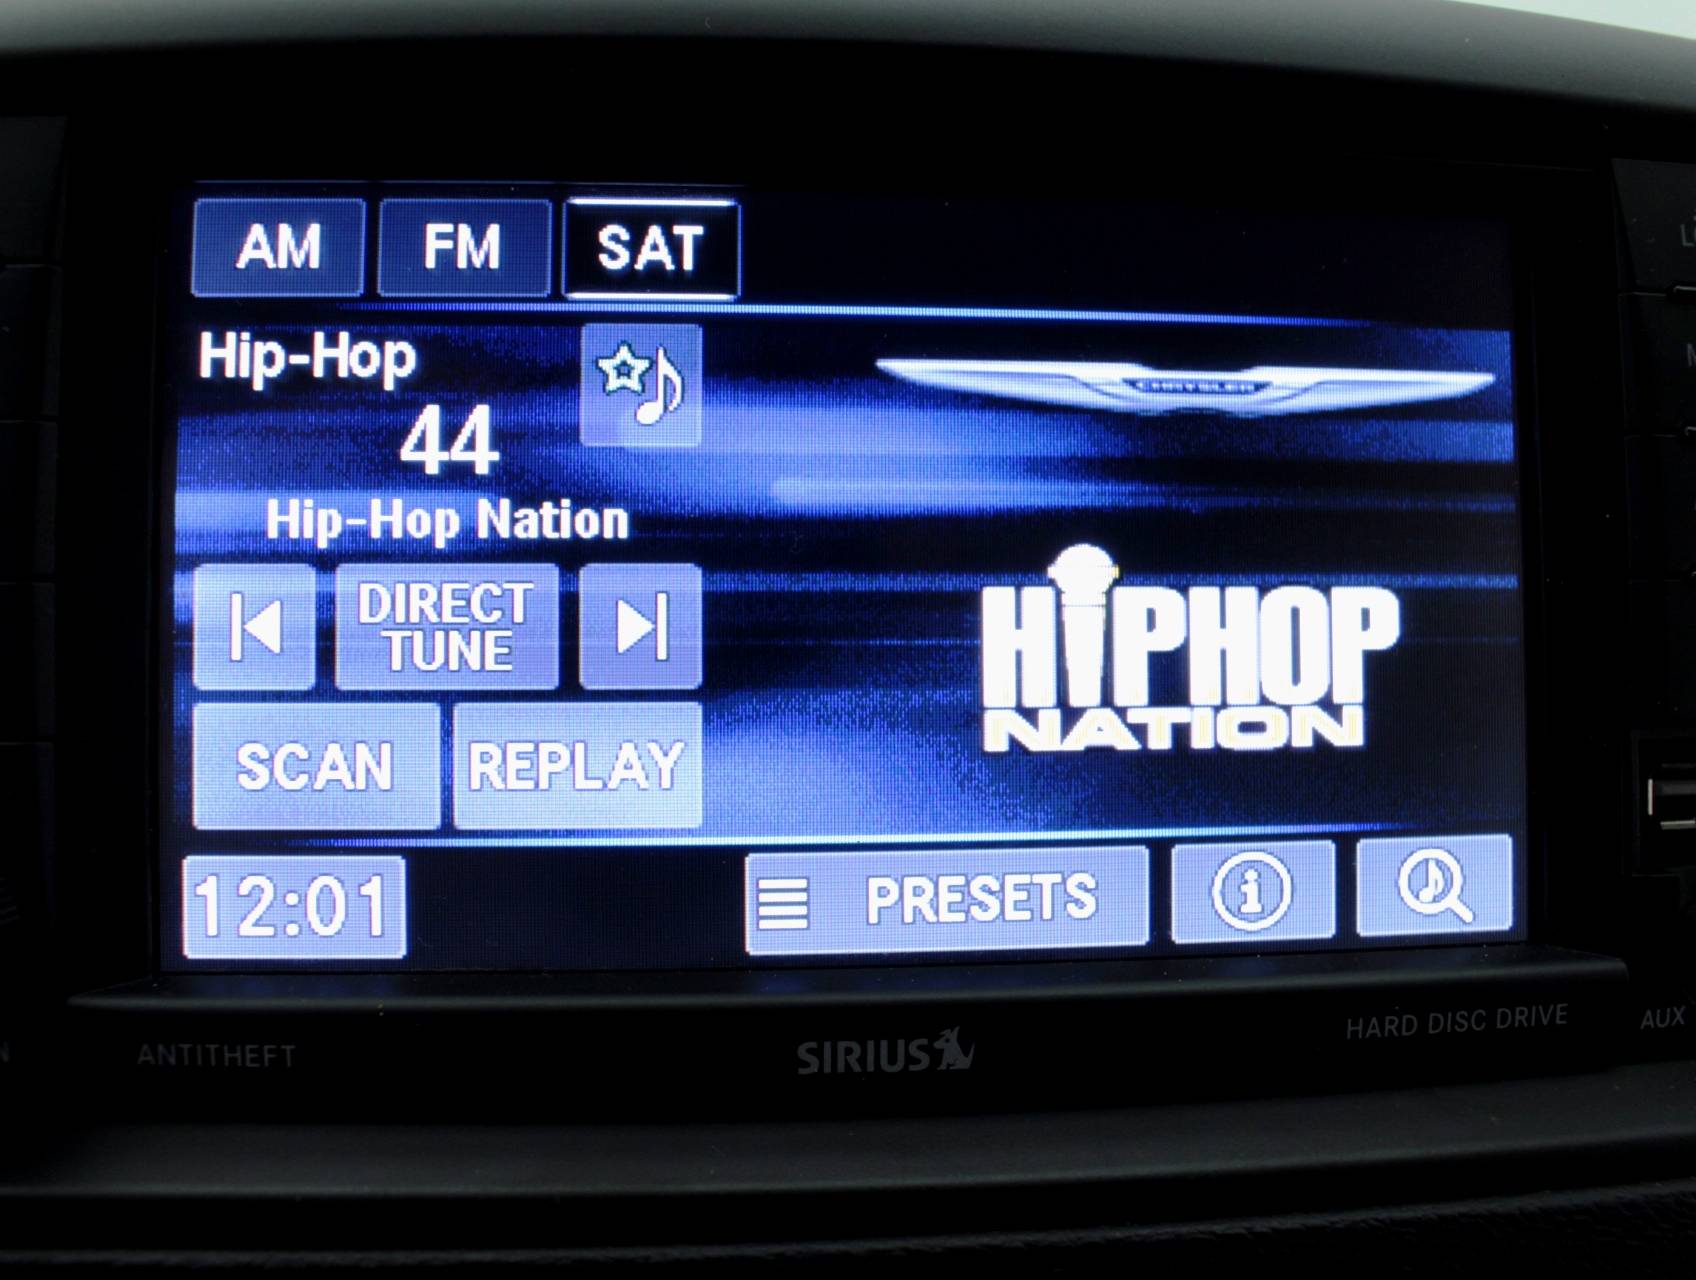 AM FM SAT
Hip-Hop
44
Hip-Hop Nation
CHRYSLER
DIRECT
TUNE
HIPHOP
NATION
SCAN REPLAY
12:01 PRESETS
ANTITHEFT SIRIUS HARD DISC DRIVE AUX